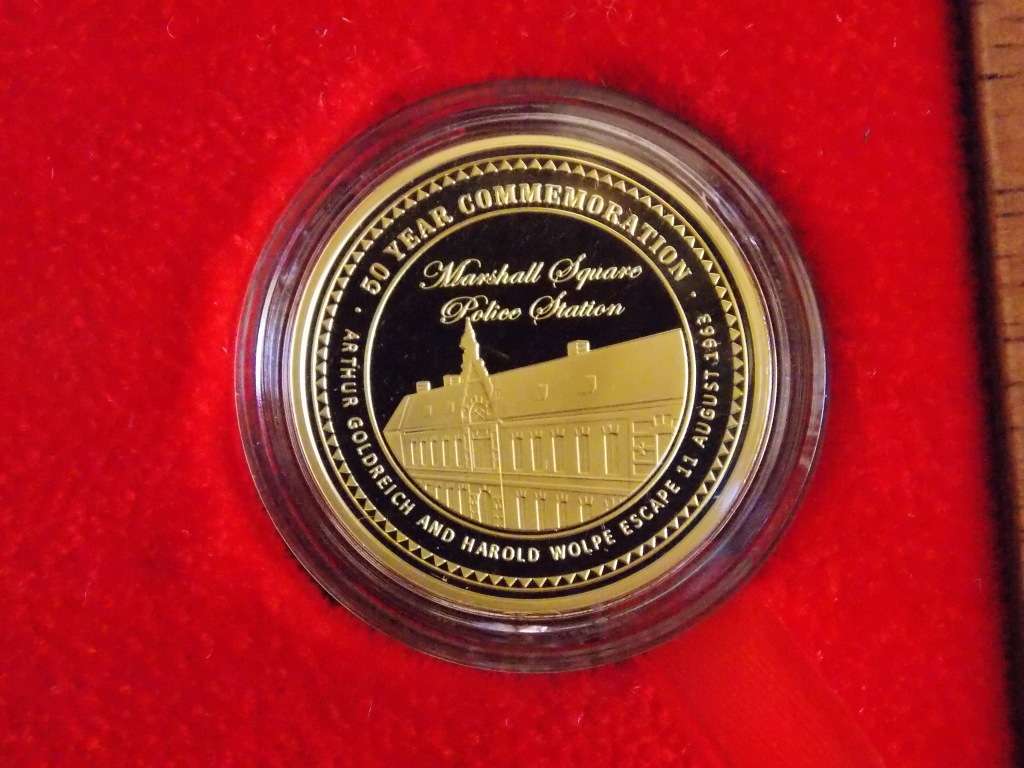 50 YEAR COMMEMORATION
Marshall Square
Police Station
ARTHUR GOLDREICH AND HAROLD WOLPE ESCAPE 11 AUGUST 1963